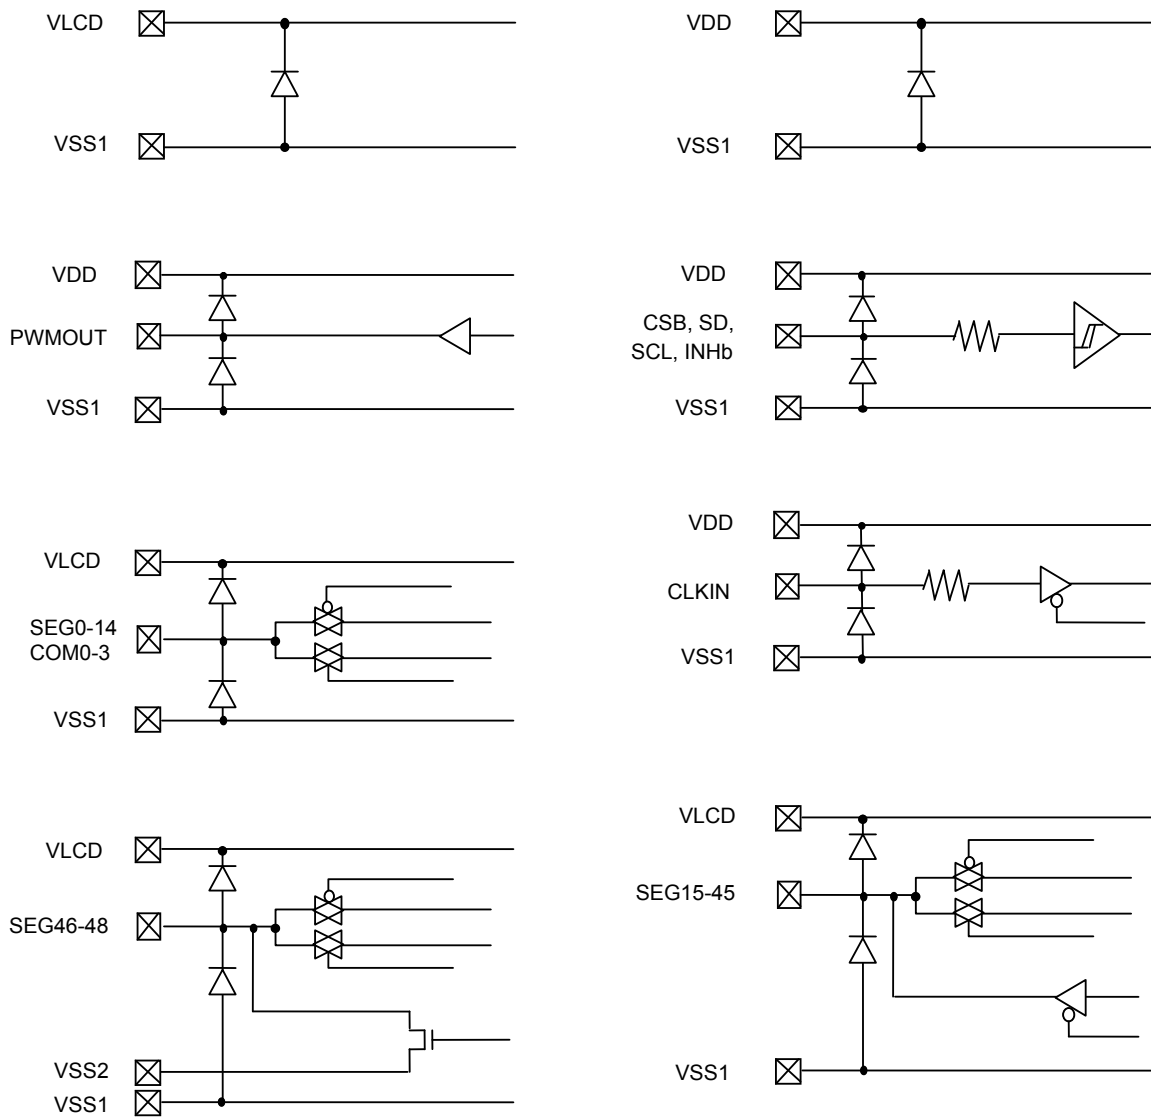 VLCD
VSS1
VDD
VSS1
VDD
PWMOUT
VSS1
VDD
CSB, SD,
SCL, INHb
VSS1
VLCD
SEG0-14
COM0-3
VSS1
VDD
CLKIN
VSS1
VLCD
SEG46-48
VSS2
VSS1
VLCD
SEG15-45
VSS1